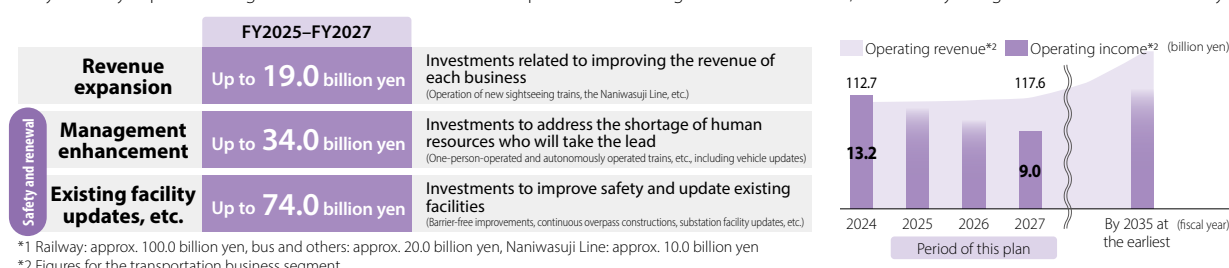 FY2025–FY2027
Revenue
expansion
Up to 19.0 billion yen
Investments related to improving the revenue of
each business
(Operation of new sightseeing trains, the Naniwasuji Line, etc.)
Safety and renewal
Management
enhancement
Up to 34.0 billion yen
Investments to address the shortage of human
resources who will take the lead
(One-person-operated and autonomously operated trains, etc., including vehicle updates)
Existing facility
updates, etc.
Up to 74.0 billion yen
Investments to improve safety and update existing
facilities
(Barrier-free improvements, continuous overpass constructions, substation facility updates, etc.)
*1 Railway: approx. 100.0 billion yen, bus and others: approx. 20.0 billion yen, Naniwasuji Line: approx. 10.0 billion yen
*2 Figures for the transportation business segment
Operating revenue*2 Operating income*2 (billion yen)
112.7
117.6
13.2
9.0
2024 2025 2026 2027 By 2035 at (fiscal year)
the earliest
Period of this plan